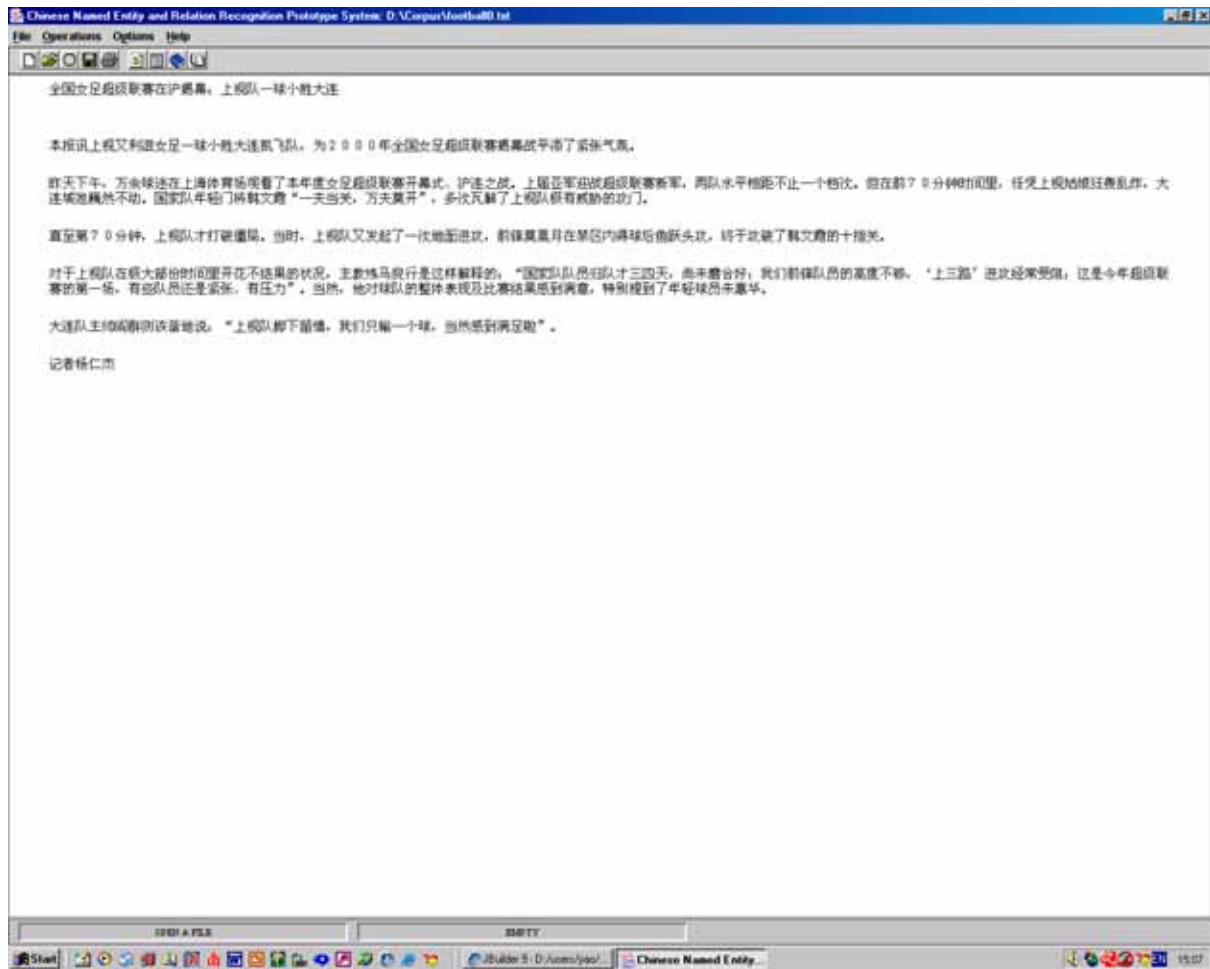 Chinese Named Entity and Relation Recognition Prototype System: D:\Corpus\football0.txt
File Operations Options Help
全国女足超级联赛在沪揭幕，上视队一球小胜大连
本报讯上视又利迪女足一球小胜大连凯飞队，为２０００年全国女足超级联赛揭幕战平添了紧张气氛。
昨天下午，万余球迷在上海体育场观看了本年度女足超级联赛开幕式、沪连之战。上届亚军迎战超级联赛新军，两队水平相距不止一个档次。但在前７０分钟时间里，任凭上视姑娘狂轰乱炸，大
连城池巍然不动。国家队年轻门将韩文霞“一夫当关，万夫莫开”，多次瓦解了上视队极有威胁的攻门。
直至第７０分钟，上视队才打破僵局。当时，上视队又发起了一次地面进攻，前锋莫晨月在禁区内得球后鱼跃头攻，终于攻破了韩文霞的十指关。
对于上视队在极大部份时间里开花不结果的状况，主教练马良行是这样解释的，“国家队队员归队才三四天，尚未磨合好；我们前锋队员的高度不够，‘上三路’进攻经常受阻；这是今年超级联
赛的第一场，有些队员还是紧张，有压力”。当然，他对球队的整体表现及比赛结果感到满意，特别提到了年轻球员朱嘉华。
大连队主帅则诙谐地说，“上视队脚下留情，我们只输一个球，当然感到满足啦”。
记者杨仁杰
OPEN A FILE EMPTY
Start JBuilder 5 - D:/users/yao/... Chinese Named Entity... 15:07